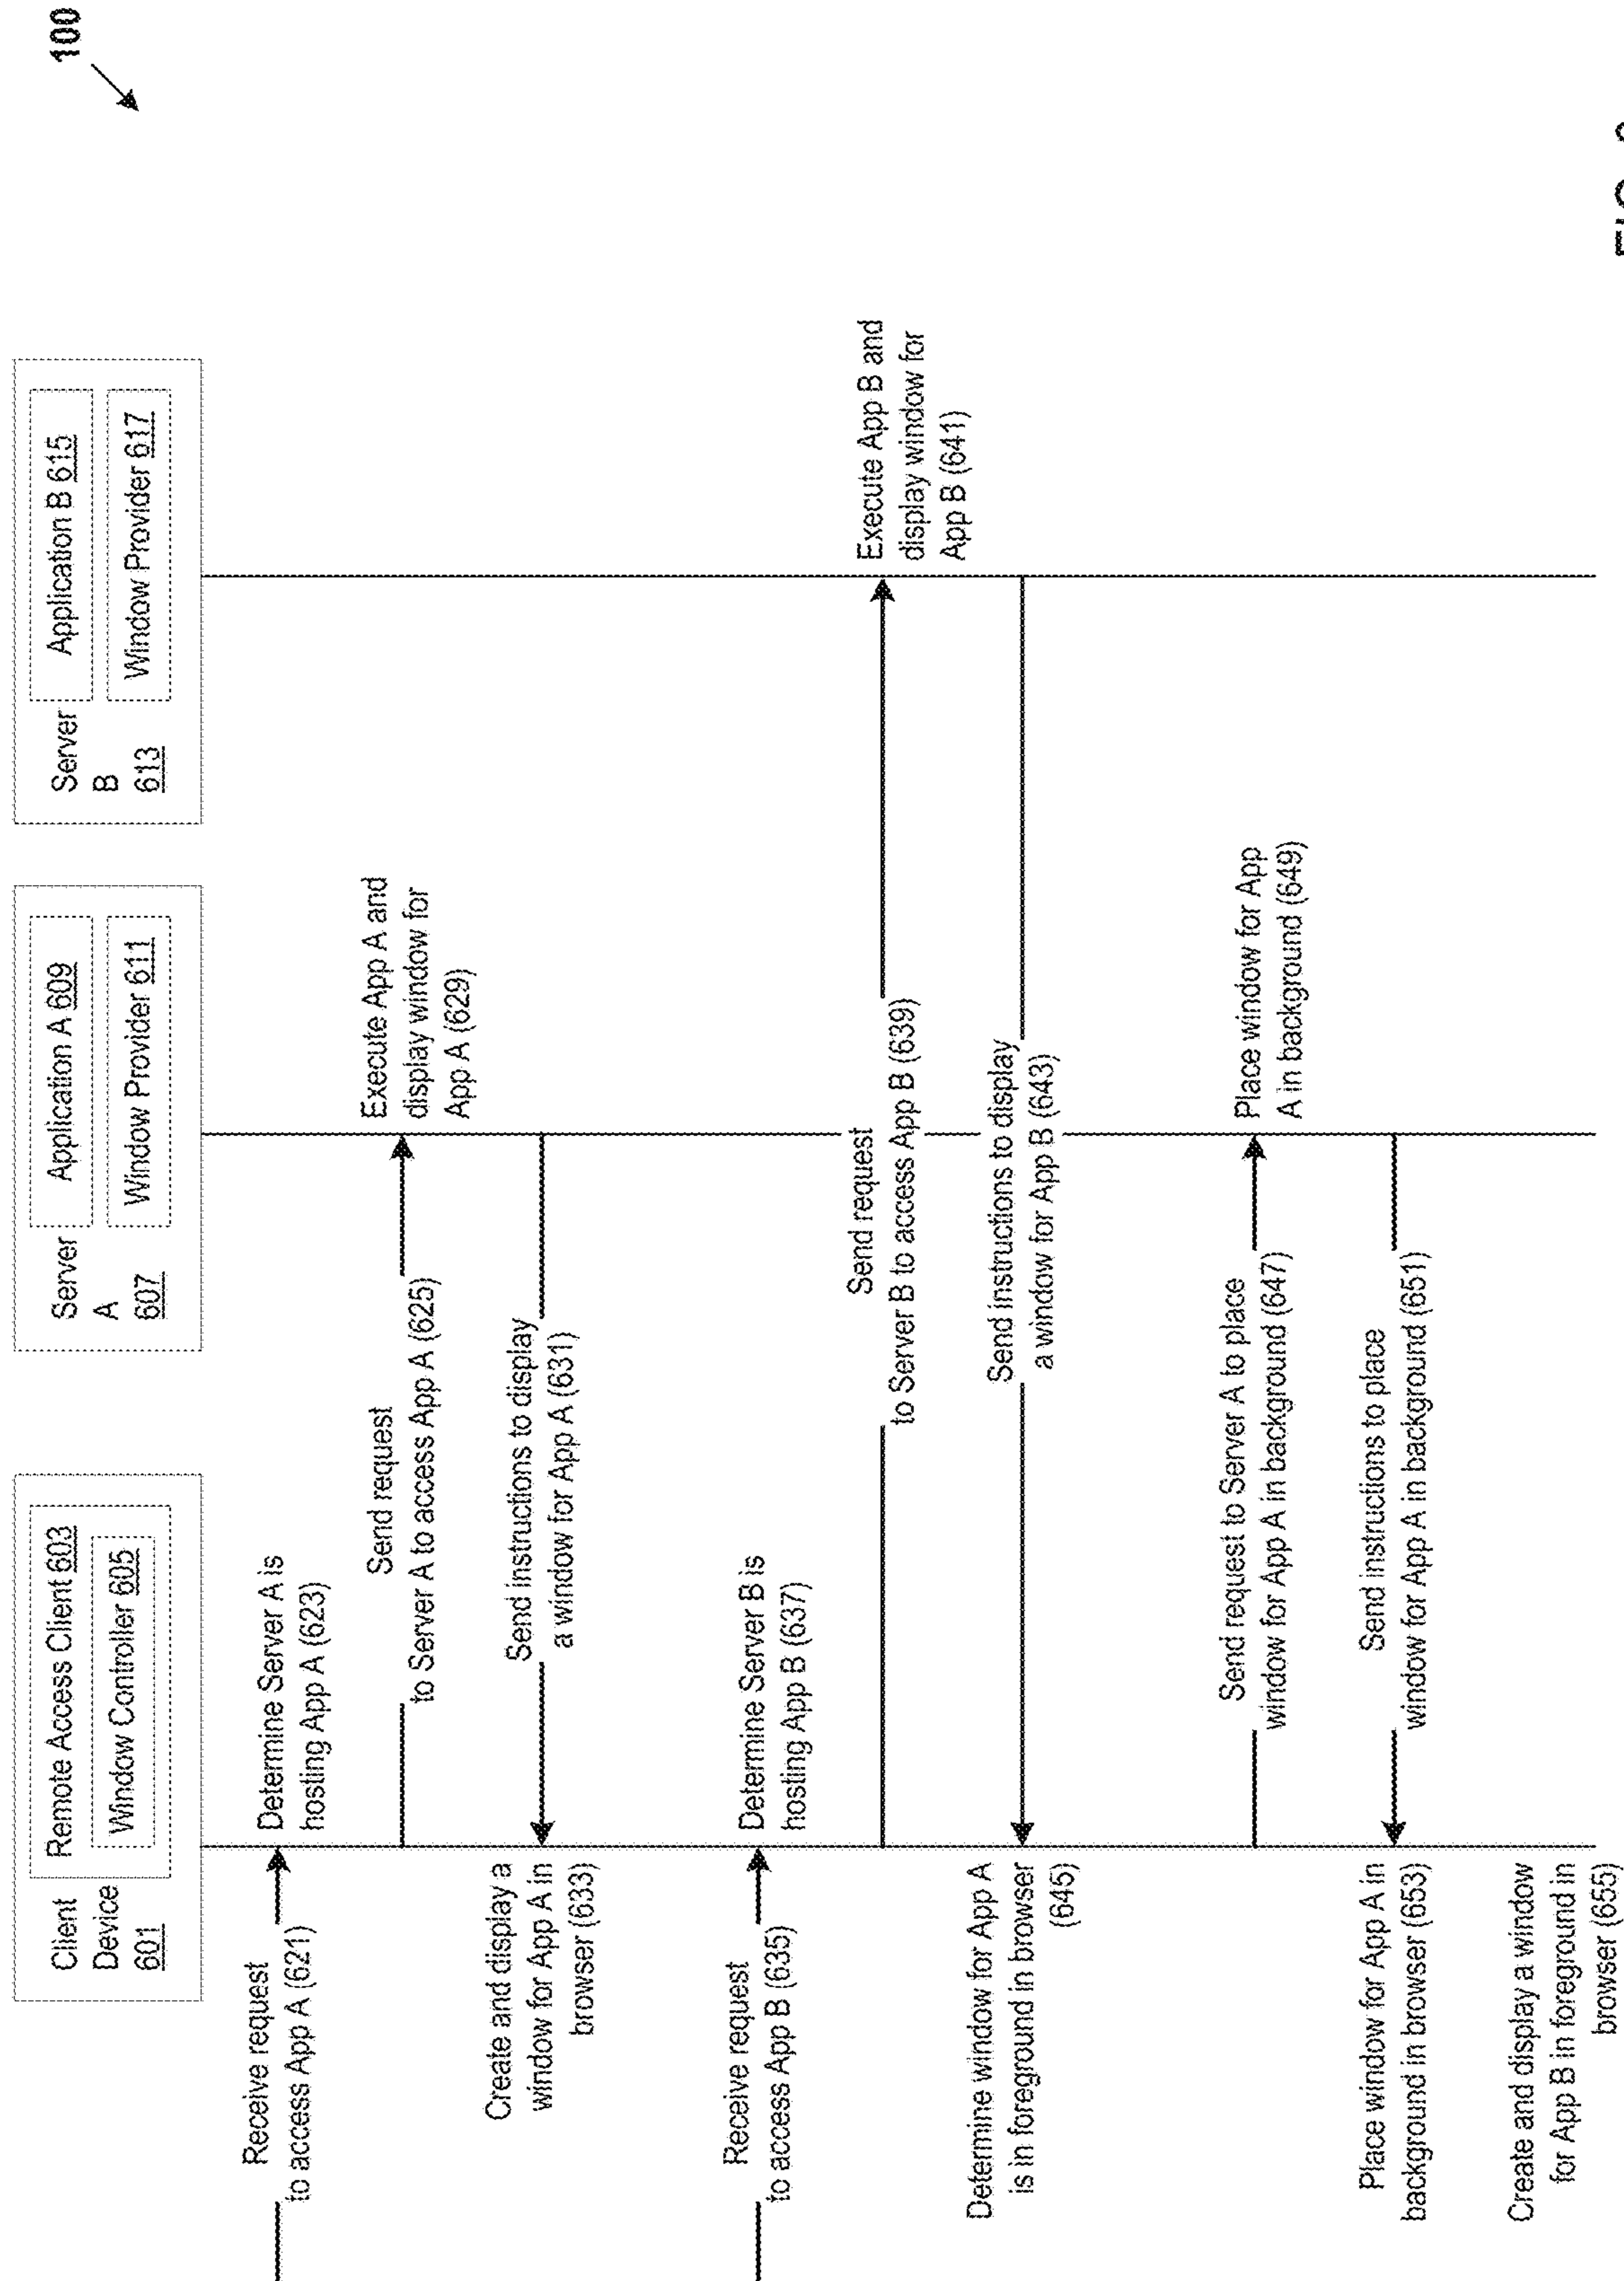 100
Client
Device
601
Remote Access Client 603
Window Controller 605
Server
A
607
Application A 609
Window Provider 611
Server
B
613
Application B 615
Window Provider 617
Receive request
to access App A (621)
Determine Server A is
hosting App A (623)
Send request
to Server A to access App A (625)
Execute App A and
display window for
App A (629)
Send instructions to display
a window for App A (631)
Create and display a
window for App A in
browser (633)
Receive request
to access App B (635)
Determine Server B is
hosting App B (637)
Send request
to Server B to access App B (639)
Execute App B and
display window for
App B (641)
Send instructions to display
a window for App B (643)
Determine window for App A
is in foreground in browser
(645)
Send request to Server A to place
window for App A in background (647)
Place window for App
A in background (649)
Send instructions to place
window for App A in background (651)
Place window for App A in
background in browser (653)
Create and display a window
for App B in foreground in
browser (655)